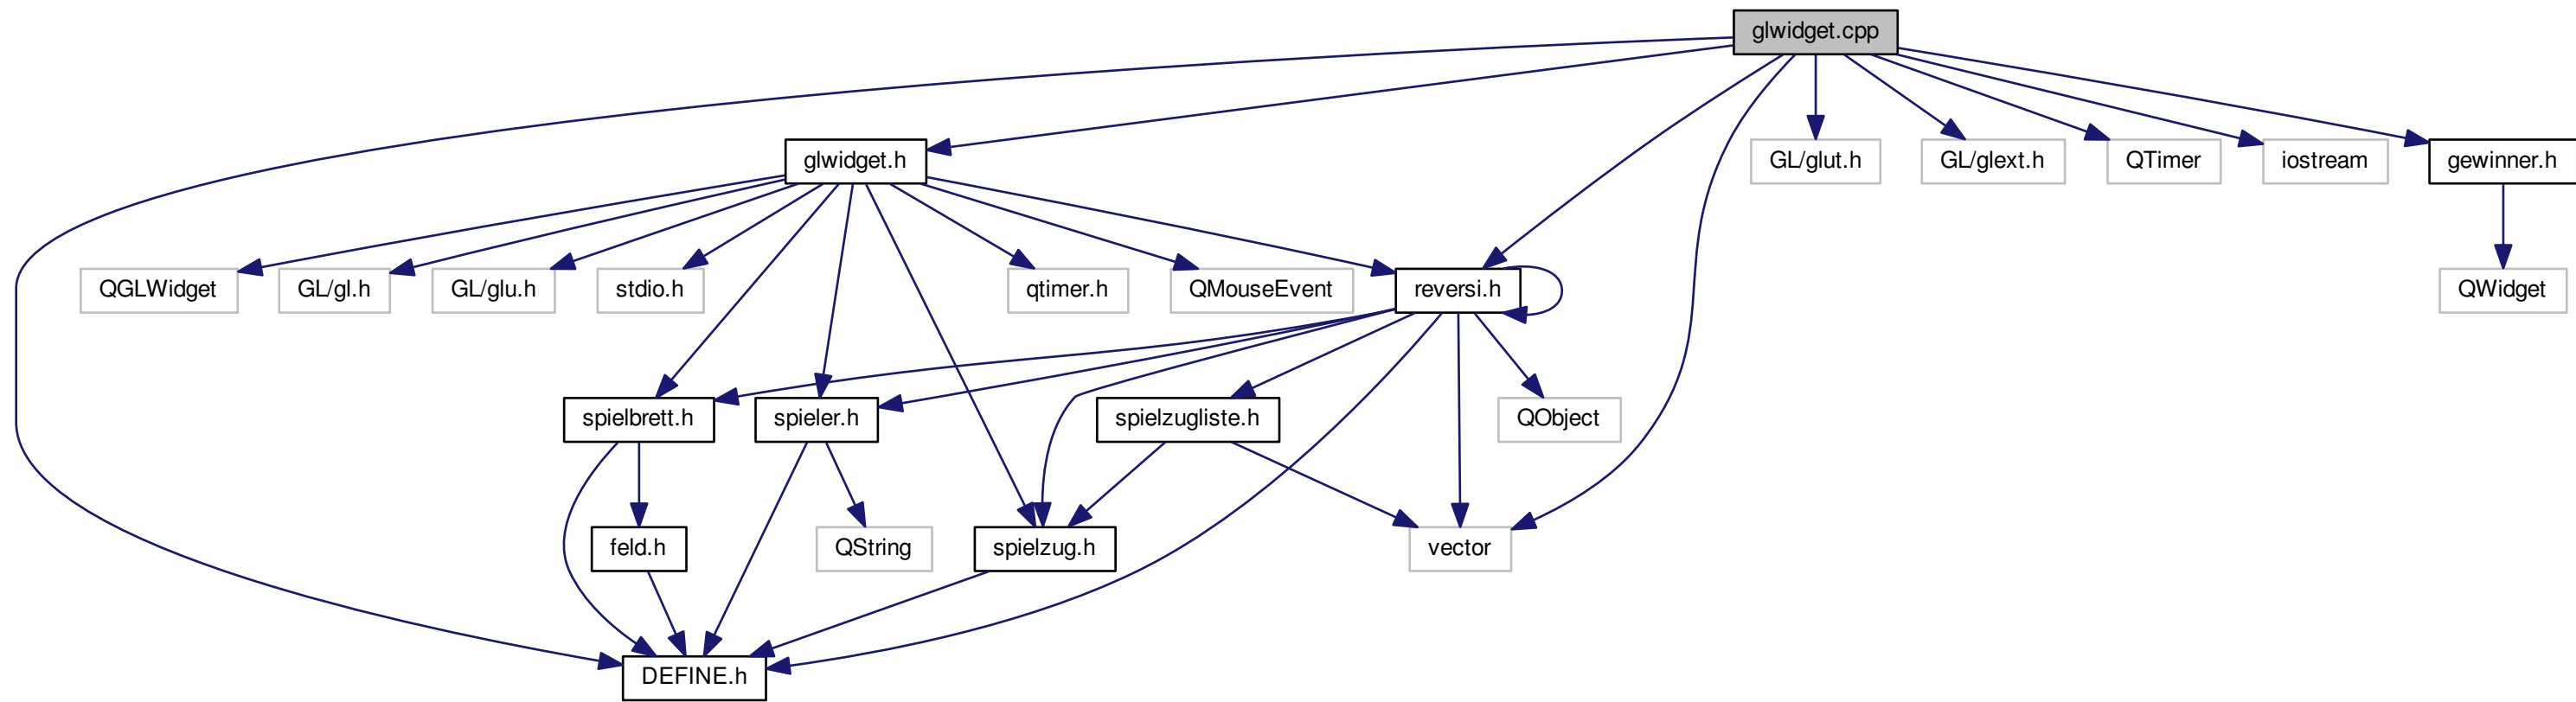 glwidget.cpp
glwidget.h
GL/glut.h
GL/glext.h
QTimer
iostream
gewinner.h
QGLWidget
GL/gl.h
GL/glu.h
stdio.h
qtimer.h
QMouseEvent
reversi.h
QWidget
spielbrett.h
spieler.h
spielzugliste.h
QObject
feld.h
QString
spielzug.h
vector
DEFINE.h